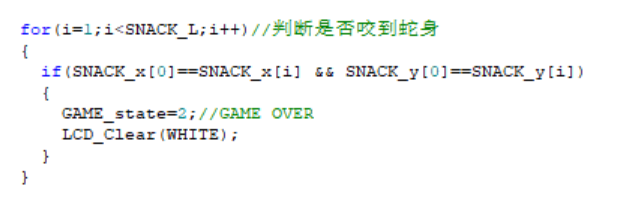 for(i=1;i<SNACK_L;i++)//判断是否咬到蛇身
{
if(SNACK_x[0]==SNACK_x[i] && SNACK_y[0]==SNACK_y[i])
{
GAME_state=2;//GAME OVER
LCD_Clear(WHITE);
}
}